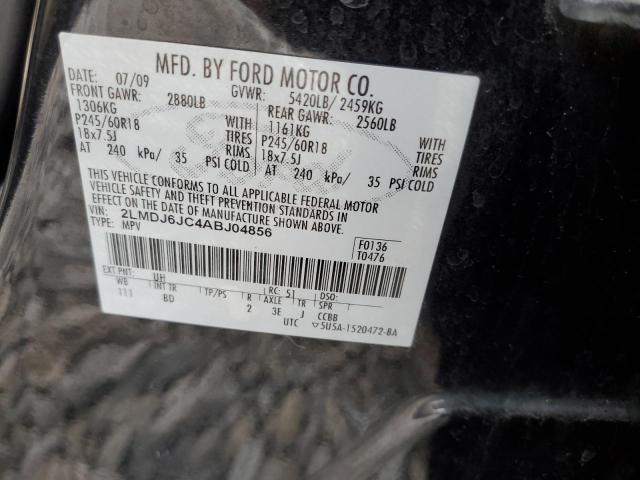 MFD. BY FORD MOTOR CO.
DATE: 07/09 GVWR: 5420LB/ 2459KG
FRONT GAWR: 2880LB REAR GAWR: 2560LB
1306KG WITH 1161KG WITH
P245/60R18 TIRES P245/60R18 TIRES
18x7.5J RIMS 18x7.5J RIMS
AT 240 kPa/ 35 PSI COLD AT 240 kPa/ 35 PSI COLD
THIS VEHICLE CONFORMS TO ALL APPLICABLE FEDERAL MOTOR
VEHICLE SAFETY AND THEFT PREVENTION STANDARDS IN
EFFECT ON THE DATE OF MANUFACTURE SHOWN ABOVE.
VIN: 2LMDJ6JC4ABJ04856 F0136
TYPE: MPV T0476
EXT PNT: UH RC: 51 DSO:
WB INT TR TP/PS R AXLE TR SPR
111 BD 2 3E J CCBB
UTC ▽5U5A-1520472-BA